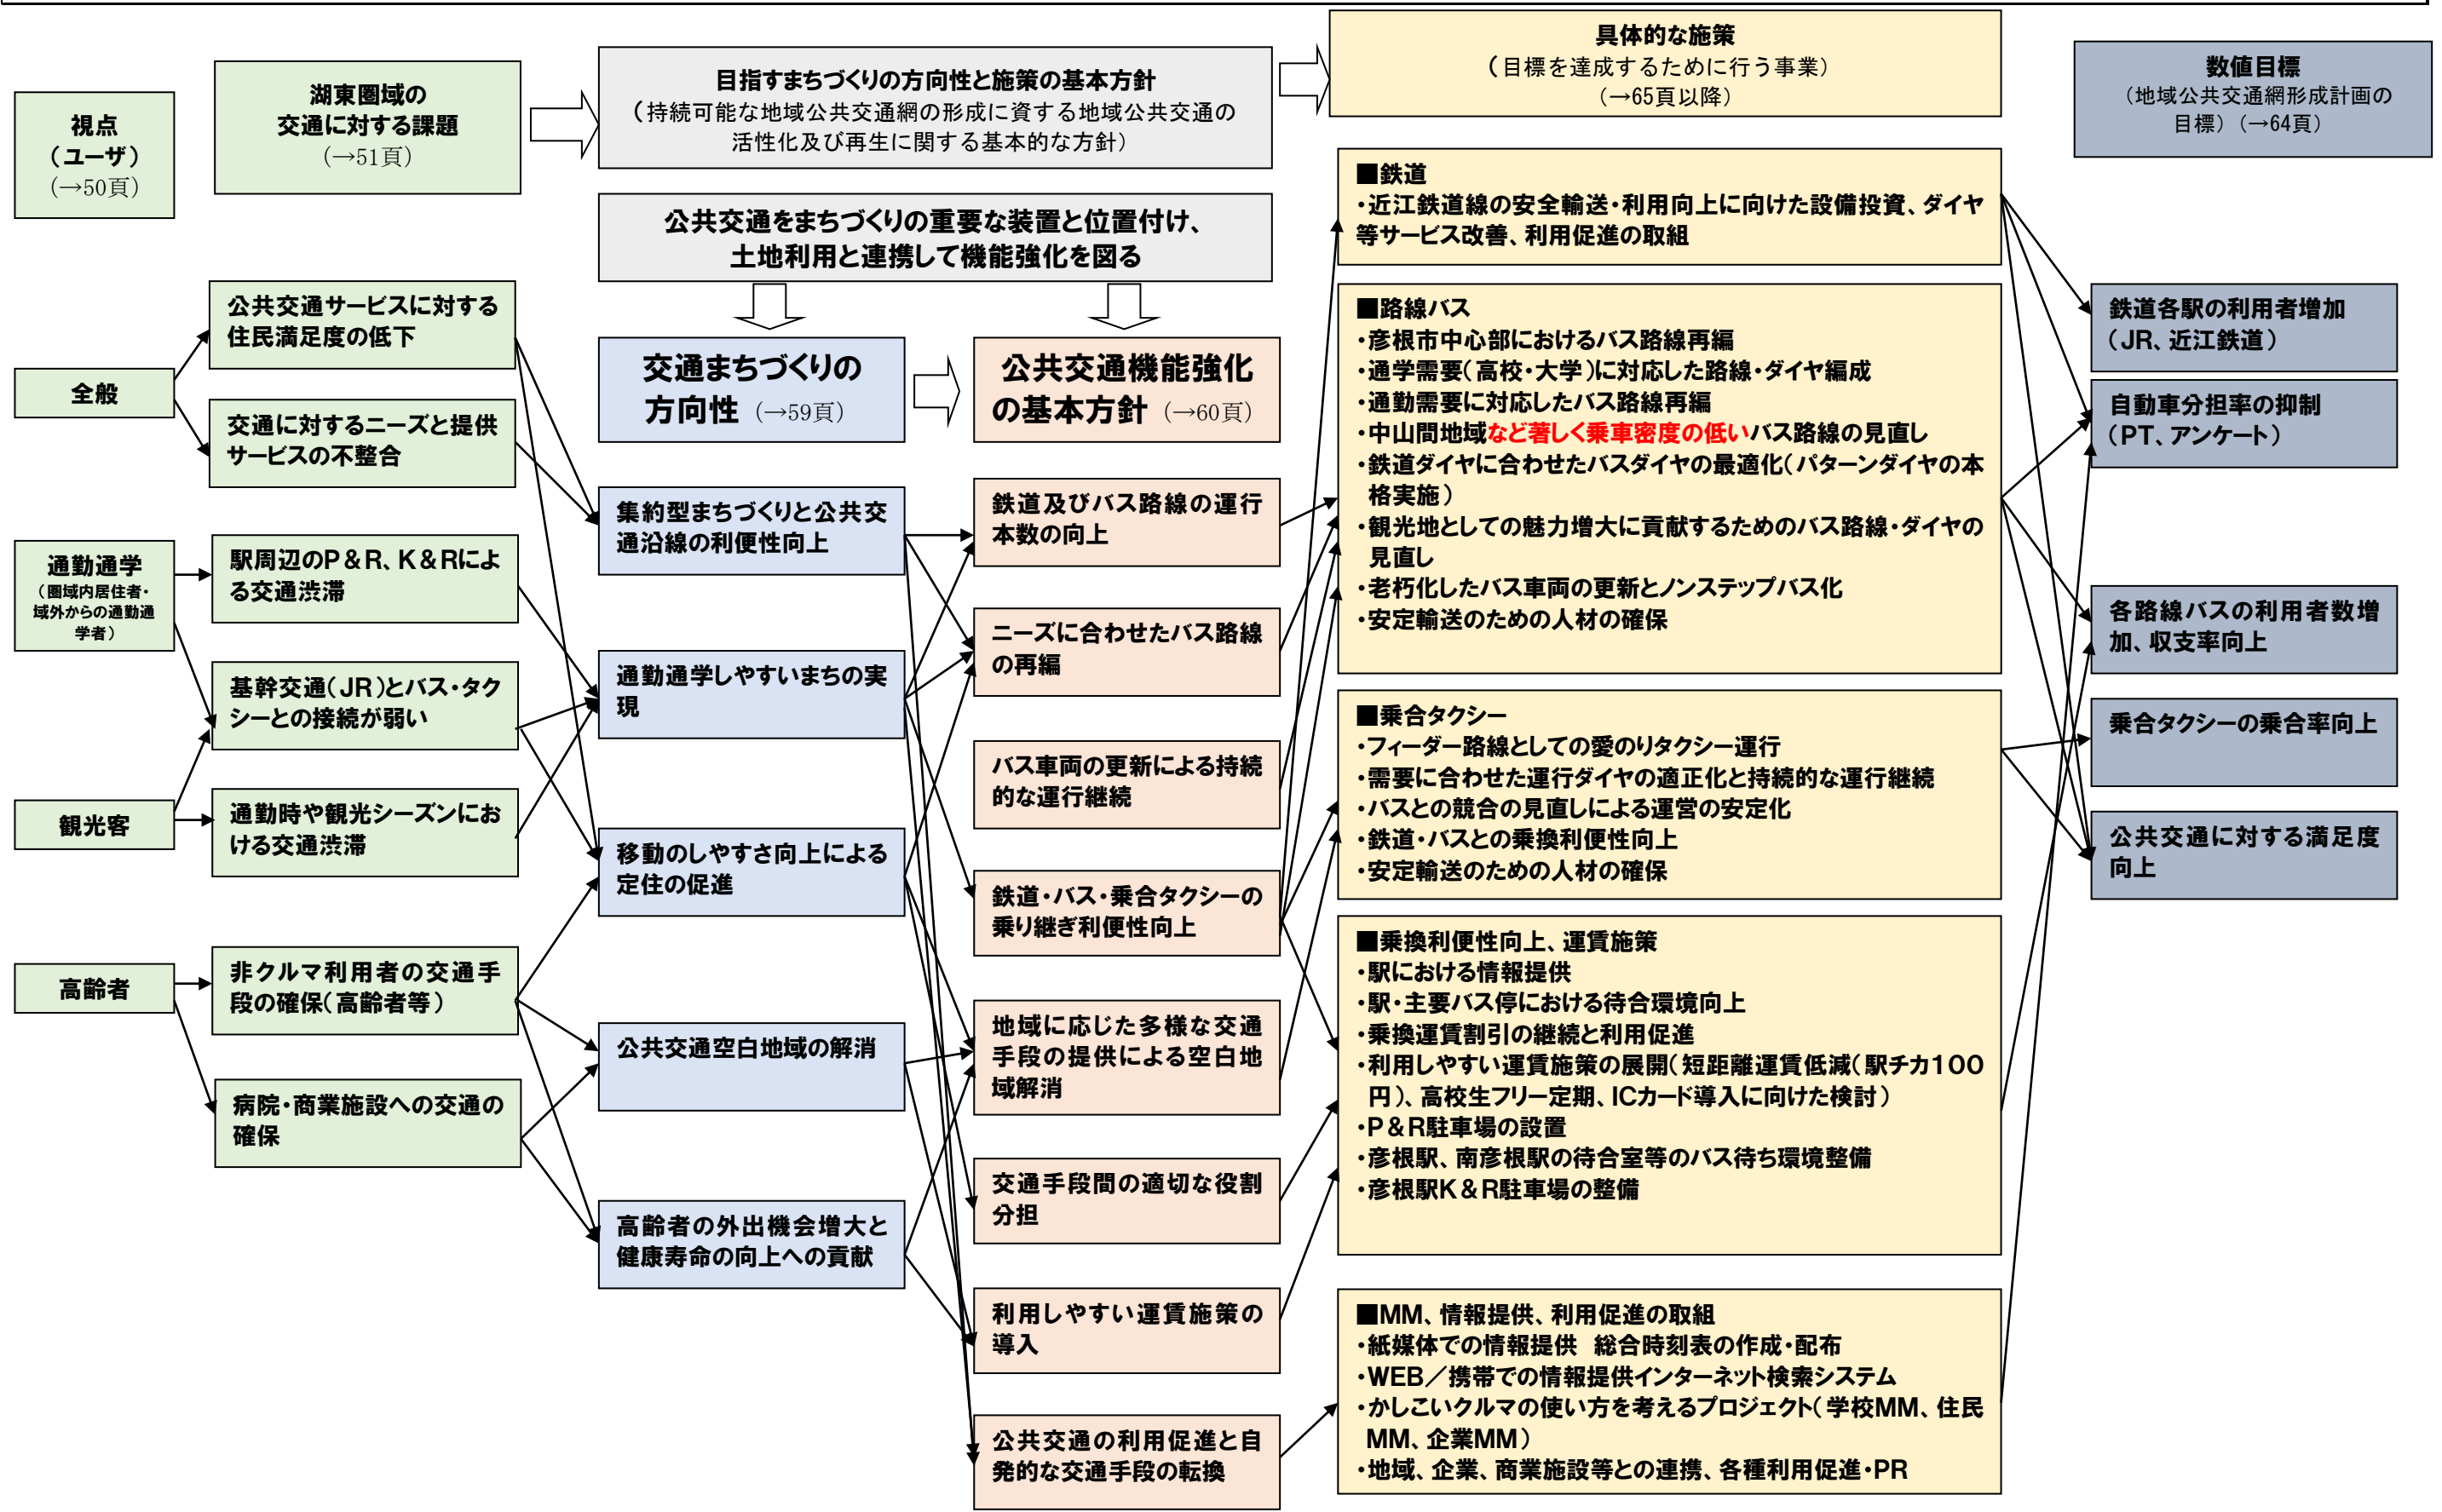 視点
（ユーザ）
（→50頁）
湖東圏域の
交通に対する課題
（→51頁）
目指すまちづくりの方向性と施策の基本方針
（持続可能な地域公共交通網の形成に資する地域公共交通の
活性化及び再生に関する基本的な方針）
具体的な施策
（目標を達成するために行う事業）
（→65頁以降）
数値目標
（地域公共交通網形成計画の
目標）（→64頁）
公共交通をまちづくりの重要な装置と位置付け、
土地利用と連携して機能強化を図る
交通まちづくりの
方向性（→59頁）
公共交通機能強化
の基本方針（→60頁）
全般
通勤通学
（圏域内居住者・
域外からの通勤通
学者）
観光客
高齢者
公共交通サービスに対する
住民満足度の低下
交通に対するニーズと提供
サービスの不整合
駅周辺のP＆R、K＆Rによ
る交通渋滞
基幹交通（JR）とバス・タク
シーとの接続が弱い
通勤時や観光シーズンにお
ける交通渋滞
非クルマ利用者の交通手
段の確保（高齢者等）
病院・商業施設への交通の
確保
集約型まちづくりと公共交
通沿線の利便性向上
通勤通学しやすいまちの実
現
移動のしやすさ向上による
定住の促進
公共交通空白地域の解消
高齢者の外出機会増大と
健康寿命の向上への貢献
鉄道及びバス路線の運行
本数の向上
ニーズに合わせたバス路線
の再編
バス車両の更新による持続
的な運行継続
鉄道・バス・乗合タクシーの
乗り継ぎ利便性向上
地域に応じた多様な交通
手段の提供による空白地
域解消
交通手段間の適切な役割
分担
利用しやすい運賃施策の
導入
公共交通の利用促進と自
発的な交通手段の転換
■鉄道
・近江鉄道線の安全輸送・利用向上に向けた設備投資、ダイヤ
等サービス改善、利用促進の取組
■路線バス
・彦根市中心部におけるバス路線再編
・通学需要（高校・大学）に対応した路線・ダイヤ編成
・通勤需要に対応したバス路線再編
・中山間地域など著しく乗車密度の低いバス路線の見直し
・鉄道ダイヤに合わせたバスダイヤの最適化（パターンダイヤの本
格実施）
・観光地としての魅力増大に貢献するためのバス路線・ダイヤの
見直し
・老朽化したバス車両の更新とノンステップバス化
・安定輸送のための人材の確保
■乗合タクシー
・フィーダー路線としての愛のりタクシー運行
・需要に合わせた運行ダイヤの適正化と持続的な運行継続
・バスとの競合の見直しによる運営の安定化
・鉄道・バスとの乗換利便性向上
・安定輸送のための人材の確保
■乗換利便性向上、運賃施策
・駅における情報提供
・駅・主要バス停における待合環境向上
・乗換運賃割引の継続と利用促進
・利用しやすい運賃施策の展開（短距離運賃低減（駅チカ100
円）、高校生フリー定期、ICカード導入に向けた検討）
・P＆R駐車場の設置
・彦根駅、南彦根駅の待合室等のバス待ち環境整備
・彦根駅K＆R駐車場の整備
■MM、情報提供、利用促進の取組
・紙媒体での情報提供　総合時刻表の作成・配布
・WEB／携帯での情報提供インターネット検索システム
・かしこいクルマの使い方を考えるプロジェクト（学校MM、住民
MM、企業MM）
・地域、企業、商業施設等との連携、各種利用促進・PR
鉄道各駅の利用者増加
（JR、近江鉄道）
自動車分担率の抑制
（PT、アンケート）
各路線バスの利用者数増
加、収支率向上
乗合タクシーの乗合率向上
公共交通に対する満足度
向上